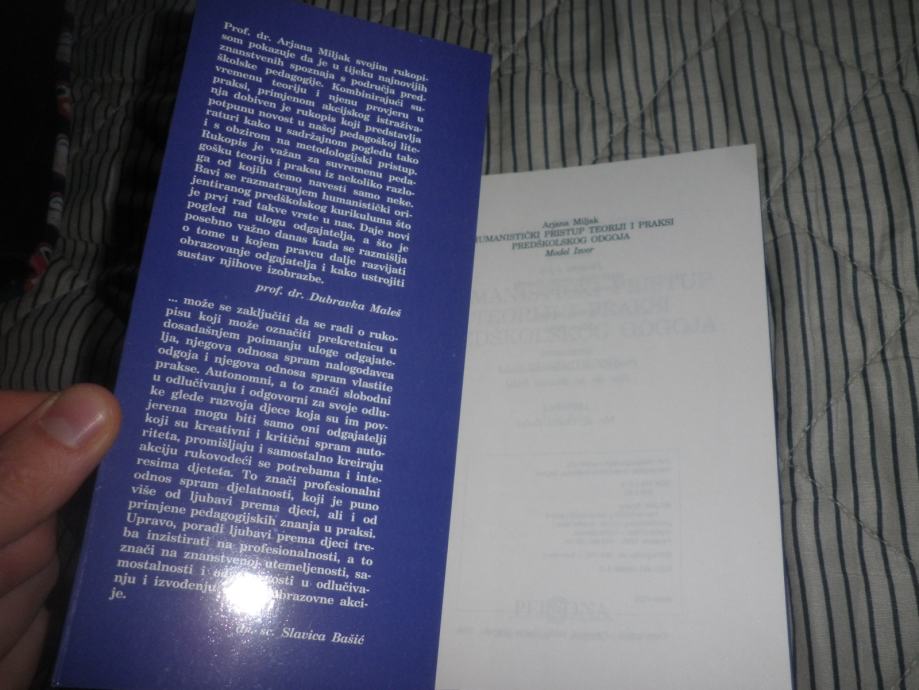 Prof. dr. Arjana Miljak svojim rukopi-
som pokazuje da je u tijeku najnovijih
znanstvenih spoznaja s područja pred-
školske pedagogije. Kombinirajući su-
vremenu teoriju i njenu provjeru u
praksi, primjenom akcijskog istraživa-
nja dobiven je rukopis koji predstavlja
potpunu novost u našoj pedagoškoj lite-
raturi kako u sadržajnom pogledu tako
i s obzirom na metodologijski pristup.
Rukopis je važan za suvremenu peda-
gošku teoriju i praksu iz nekoliko razlo-
ga od kojih ćemo navesti samo neke.
Bavi se razmatranjem humanistički ori-
jentiranog predškolskog kurikuluma što
je prvi rad takve vrste u nas. Daje novi
pogled na ulogu odgajatelja, a što je
posebno važno danas kada se razmišlja
o tome u kojem pravcu dalje razvijati
obrazovanje odgajatelja i kako ustrojiti
sustav njihove izobrazbe.
prof. dr. Dubravka Maleš
... može se zaključiti da se radi o ruko-
pisu koji može označiti prekretnicu u
dosadašnjem poimanju uloge odgajate-
lja, njegova odnosa spram nalogodavca
odgoja i njegova odnosa spram vlastite
prakse. Autonomni, a to znači slobodni
u odlučivanju i odgovorni za svoje odlu-
ke glede razvoja djece koja su im pov-
jerena mogu biti samo oni odgajatelji
koji su kreativni i kritični spram auto-
riteta, promišljaju i samostalno kreiraju
akciju rukovodeći se potrebama i inte-
resima djeteta. To znači profesionalni
odnos spram djelatnosti, koji je puno
više od ljubavi prema djeci, ali i od
primjene pedagogijskih znanja u praksi.
Upravo, poradi ljubavi prema djeci tre-
ba inzistirati na profesionalnosti, a to
znači na znanstvenoj utemeljenosti, sa-
mostalnosti i u odlučiva-
nju i izvođenju akci-
je.
dr. sc. Slavica Bašić
Arjana Miljak
HUMANISTIČKI PRISTUP TEORIJI I PRAKSI
PREDŠKOLSKOG ODGOJA
Model Izvor